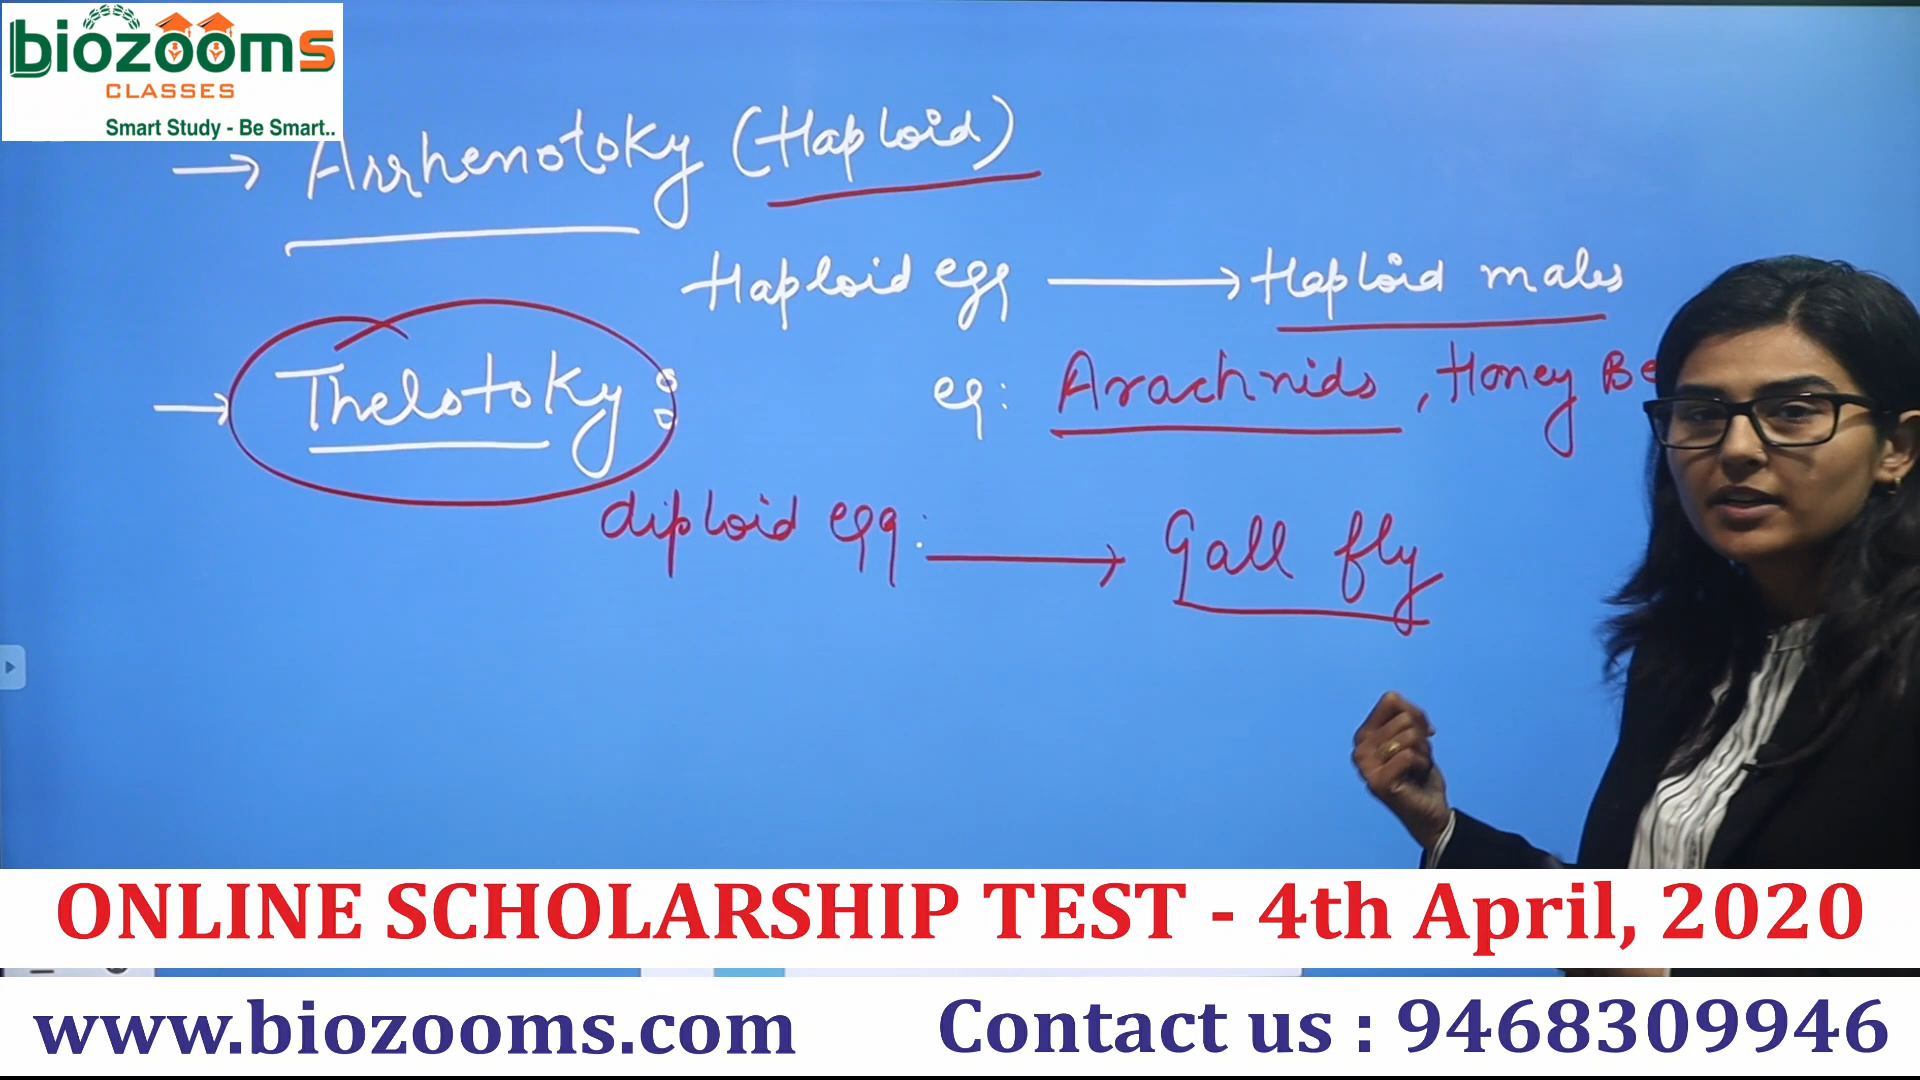 biozooms
CLASSES
Smart Study - Be Smart..
→ Arrhenotoky (Haploid)
Haploid egg → Haploid males
→ Thelotoky:
eg: Arachnids, Honey Be
diploid egg: → Gall fly
ONLINE SCHOLARSHIP TEST - 4th April, 2020
www.biozooms.com Contact us : 9468309946